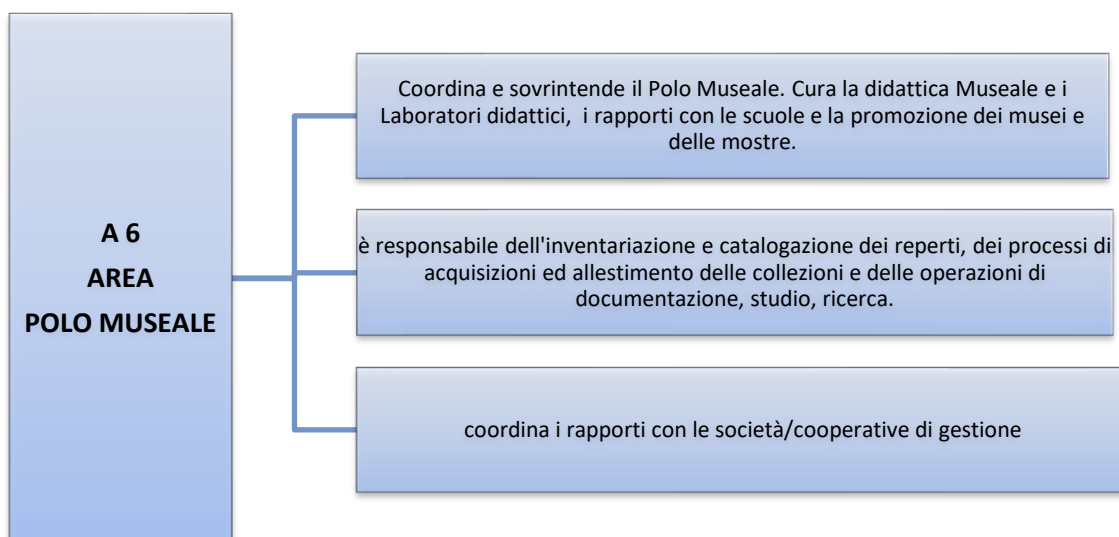 A 6
AREA
POLO MUSEALE
Coordina e sovrintende il Polo Museale. Cura la didattica Museale e i
Laboratori didattici,  i rapporti con le scuole e la promozione dei musei e
delle mostre.
è responsabile dell'inventariazione e catalogazione dei reperti, dei processi di
acquisizioni ed allestimento delle collezioni e delle operazioni di
documentazione, studio, ricerca.
coordina i rapporti con le società/cooperative di gestione